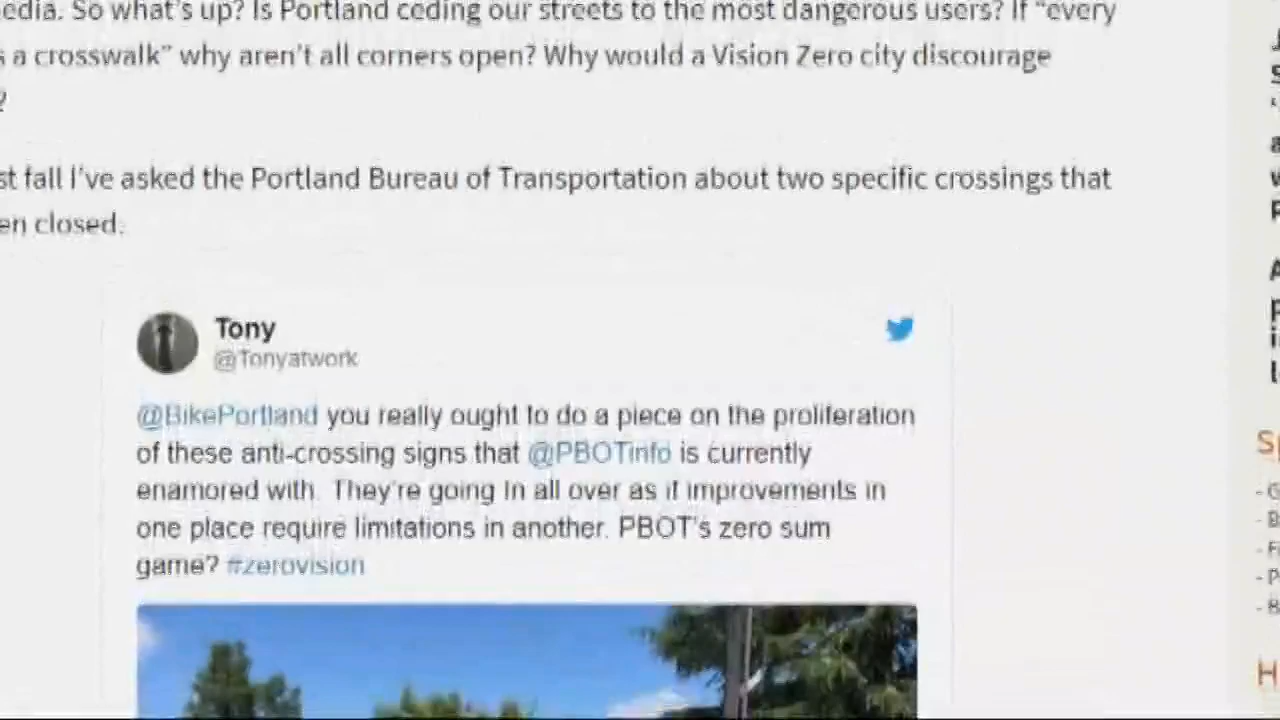 edia. So what's up? Is Portland ceding our streets to the most dangerous users? If "every
s a crosswalk" why aren't all corners open? Why would a Vision Zero city discourage
?
st fall I've asked the Portland Bureau of Transportation about two specific crossings that
en closed.
Tony
@Tonyatwork
@BikePortland you really ought to do a piece on the proliferation
of these anti-crossing signs that @PBOTinfo is currently
enamored with. They're going in all over as if improvements in
one place require limitations in another. PBOT's zero sum
game? #zerovision